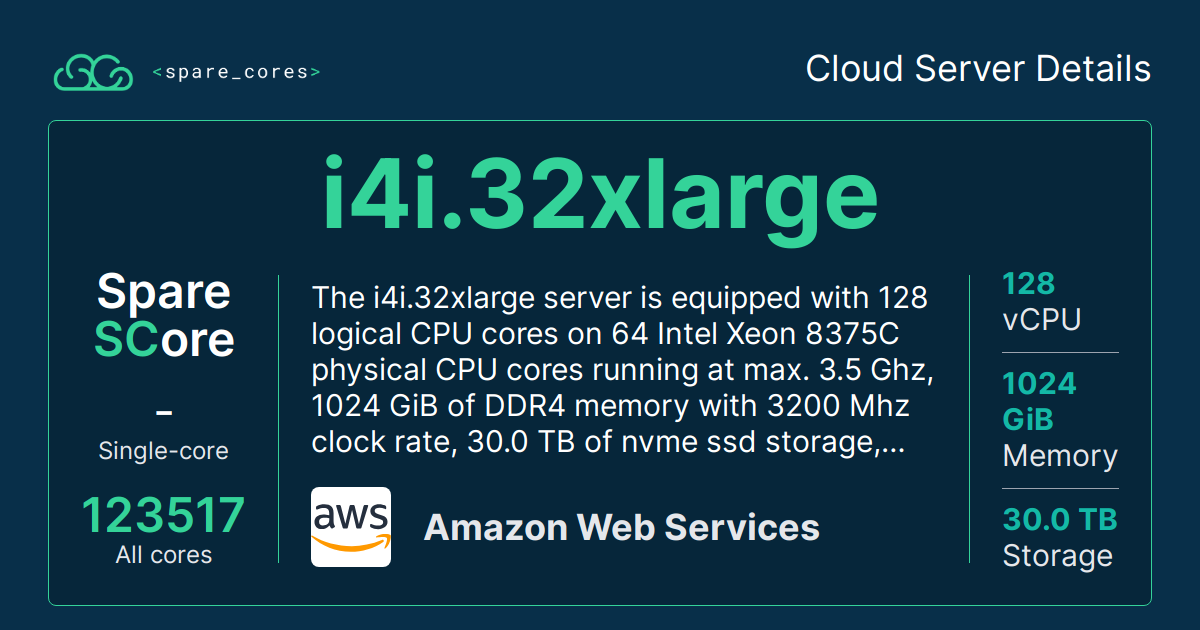 <spare_cores>
Cloud Server Details
i4i.32xlarge
Spare
SCore
–
Single-core
123517
All cores
The i4i.32xlarge server is equipped with 128
logical CPU cores on 64 Intel Xeon 8375C
physical CPU cores running at max. 3.5 Ghz,
1024 GiB of DDR4 memory with 3200 Mhz
clock rate, 30.0 TB of nvme ssd storage,...
aws
Amazon Web Services
128
vCPU
1024
GiB
Memory
30.0 TB
Storage